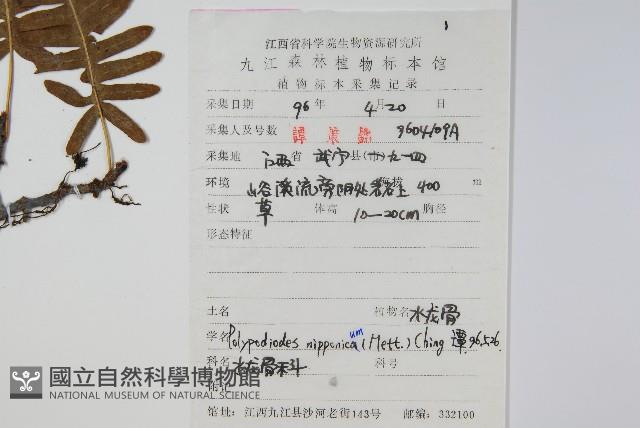 江西省科学院生物资源研究所
九江森林植物标本馆
植物标本采集记录
采集日期 96年 4月20日
采集人及号数 譚策銘 9604109A
采集地 江西省 武宁县(市)九一四
环境 山谷溪流旁阴处岩石上 海拔 400 m
性状 草 体高 10—20cm 胸径
形态特征
土名 植物名 水龙骨
学名 Polypodiodes nipponica um (Mett.) Ching 譚 96.5.26
科名 水龙骨科 科号
附记
馆址: 江西九江县沙河老街143号 邮编: 332100
國立自然科學博物館
NATIONAL MUSEUM OF NATURAL SCIENCE